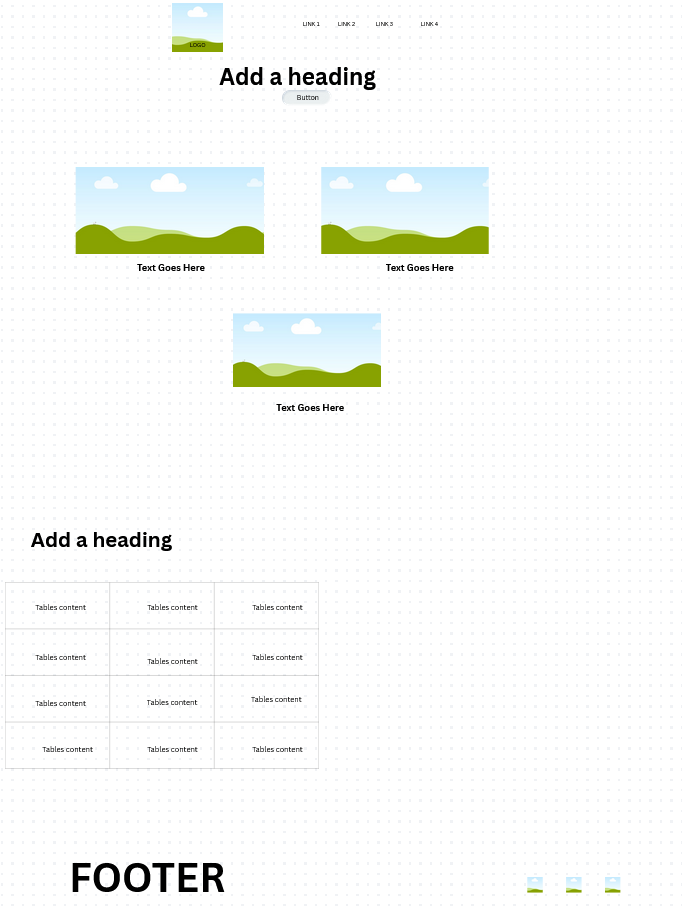 LOGO
LINK 1 LINK 2 LINK 3 LINK 4
Add a heading
Button
Text Goes Here Text Goes Here
Text Goes Here
Add a heading
Tables content Tables content Tables content
Tables content Tables content Tables content
Tables content Tables content Tables content
Tables content Tables content Tables content
FOOTER